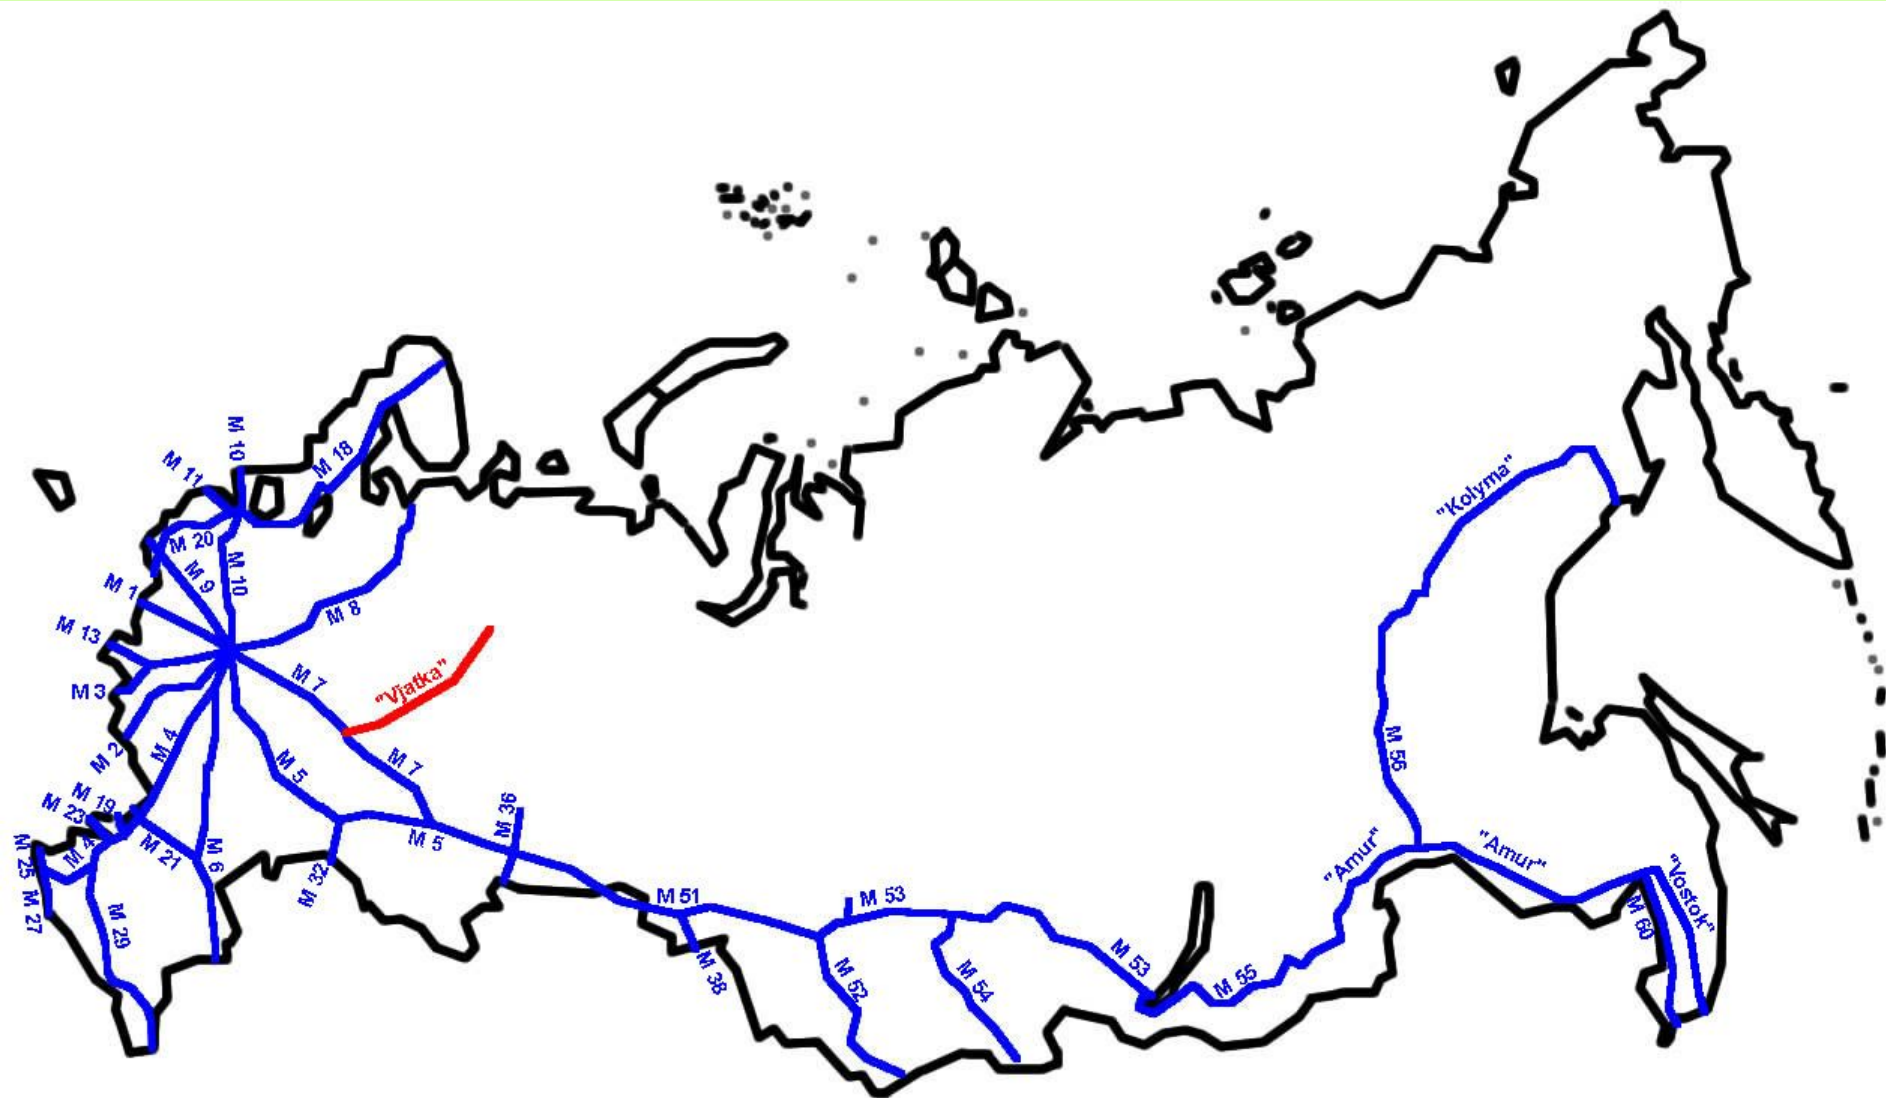 M 10
M 11
M 18
"Kolyma"
M 20
M 9
M 10
M 1
M 8
M 13
M 7
"Vjatka"
M 3
M 4
M 2
M 5
M 7
M 56
M 19
M 23
M 36
M 5
M 25
M 4
M 21
M 6
M 32
"Amur"
"Amur"
"Vostok"
M 51
M 53
M 27
M 29
M 60
M 38
M 52
M 54
M 53
M 55